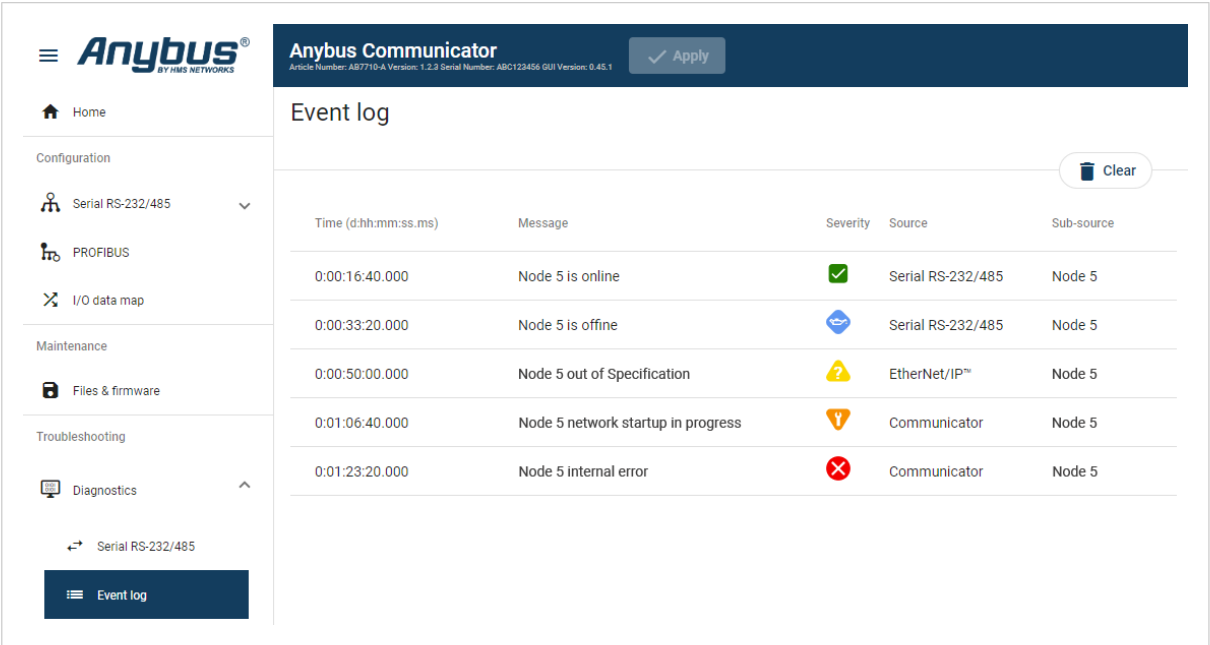 Anybus®
BY HMS NETWORKS
Anybus Communicator
Article Number: AB7710-A Version: 1.2.3 Serial Number: ABC123456 GUI Version: 0.45.1
Apply
Home
Configuration
Serial RS-232/485
PROFIBUS
I/O data map
Maintenance
Files & firmware
Troubleshooting
Diagnostics
Serial RS-232/485
Event log
Event log
Clear
Time (d:hh:mm:ss.ms) Message Severity Source Sub-source
0:00:16:40.000 Node 5 is online Serial RS-232/485 Node 5
0:00:33:20.000 Node 5 is offine Serial RS-232/485 Node 5
0:00:50:00.000 Node 5 out of Specification ? EtherNet/IP™ Node 5
0:01:06:40.000 Node 5 network startup in progress Communicator Node 5
0:01:23:20.000 Node 5 internal error Communicator Node 5